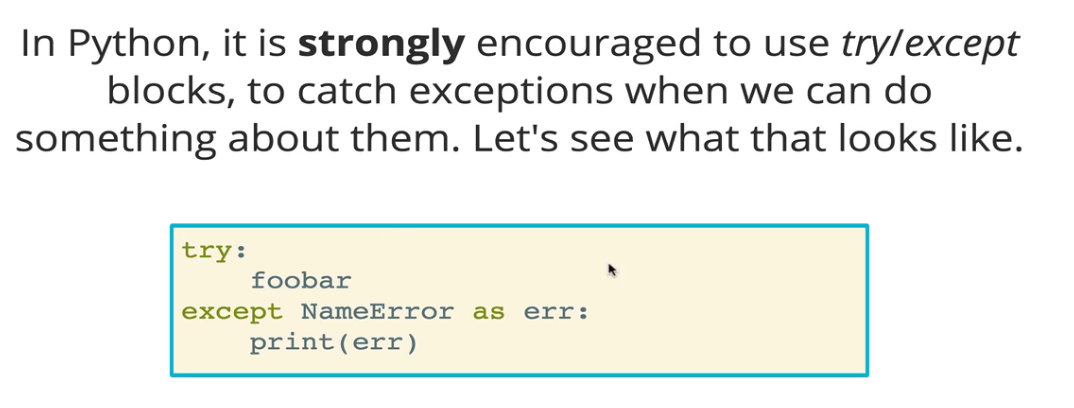 In Python, it is strongly encouraged to use try/except
blocks, to catch exceptions when we can do
something about them. Let's see what that looks like.
try:
    foobar
except NameError as err:
    print(err)